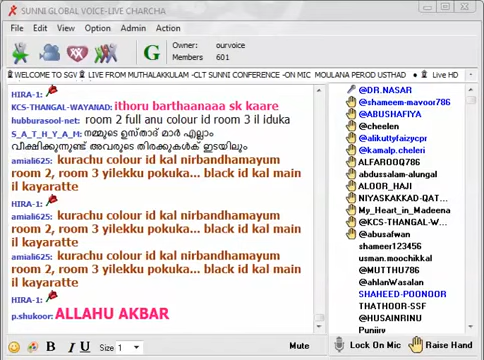 SUNNI GLOBAL VOICE-LIVE CHARCHA
File Edit View Option Admin Action
G
Owner: ourvoice
Members 601
WELCOME TO SGV LIVE FROM MUTHALAKKULAM -CLT SUNNI CONFERENCE -ON MIC MOULANA PEROD USTHAD Live HD
HIRA-1:
KCS-THANGAL-WAYANAD: ithoru barthaanaaa sk kaare
hubburasool-net: room 2 full anu colour id room 3 il iduka
S_A_T_H_Y_A_M: നമ്മുടെ ഉസ്താദ് മാർ എല്ലാം
വീക്ഷിക്കുന്നുണ്ട് അവരുടെ തിരക്കുകൾക് ഇടയിലും
amiali625: kurachu colour id kal nirbandhamayum
room 2, room 3 yilekku pokuka... black id kal main
il kayaratte
HIRA-1:
amiali625: kurachu colour id kal nirbandhamayum
room 2, room 3 yilekku pokuka... black id kal main
il kayaratte
amiali625: kurachu colour id kal nirbandhamayum
room 2, room 3 yilekku pokuka... black id kal main
il kayaratte
HIRA-1:
p.shukoor: ALLAHU AKBAR
B I U Size 1 Mute
@DR.NASAR
@shameem-mavoor786
@ABUSHAFIYA
@cheelen
@alikuttyfaizycpr
@kamalp.cheleri
ALFAROOQ786
abdussalam-alungal
ALOOR_HAJI
NIYASKAKKAD-QAT...
My_Heart_in_Madeena
@KCS-THANGAL-W...
@abusafwan
shameer123456
usman.moochikkal
@MUTTHU786
@ahlanWasalan
SHAHEED-POONOOR
THATHOOR-SSF
@HUSAINRINU
Punjiry
Lock On Mic Raise Hand